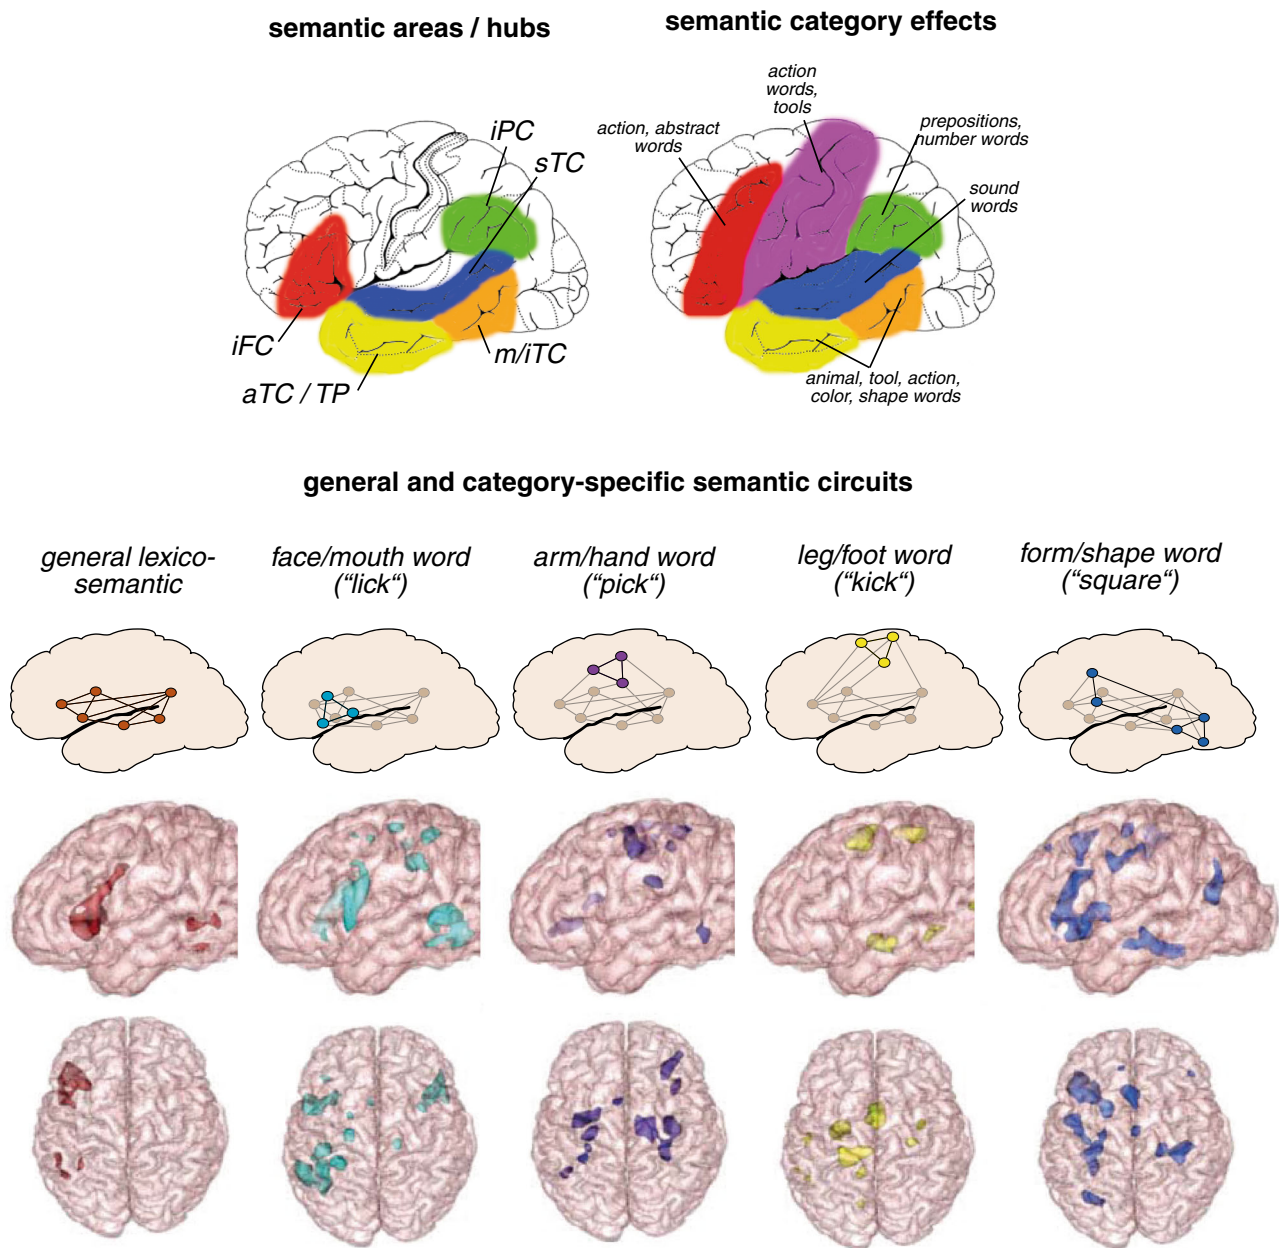 semantic areas / hubs
semantic category effects
iPC
sTC
iFC
m/iTC
aTC / TP
action
words,
tools
action, abstract
words
prepositions,
number words
sound
words
animal, tool, action,
color, shape words
general and category-specific semantic circuits
general lexico-
semantic
face/mouth word
(“lick“)
arm/hand word
(“pick“)
leg/foot word
(“kick“)
form/shape word
(“square“)